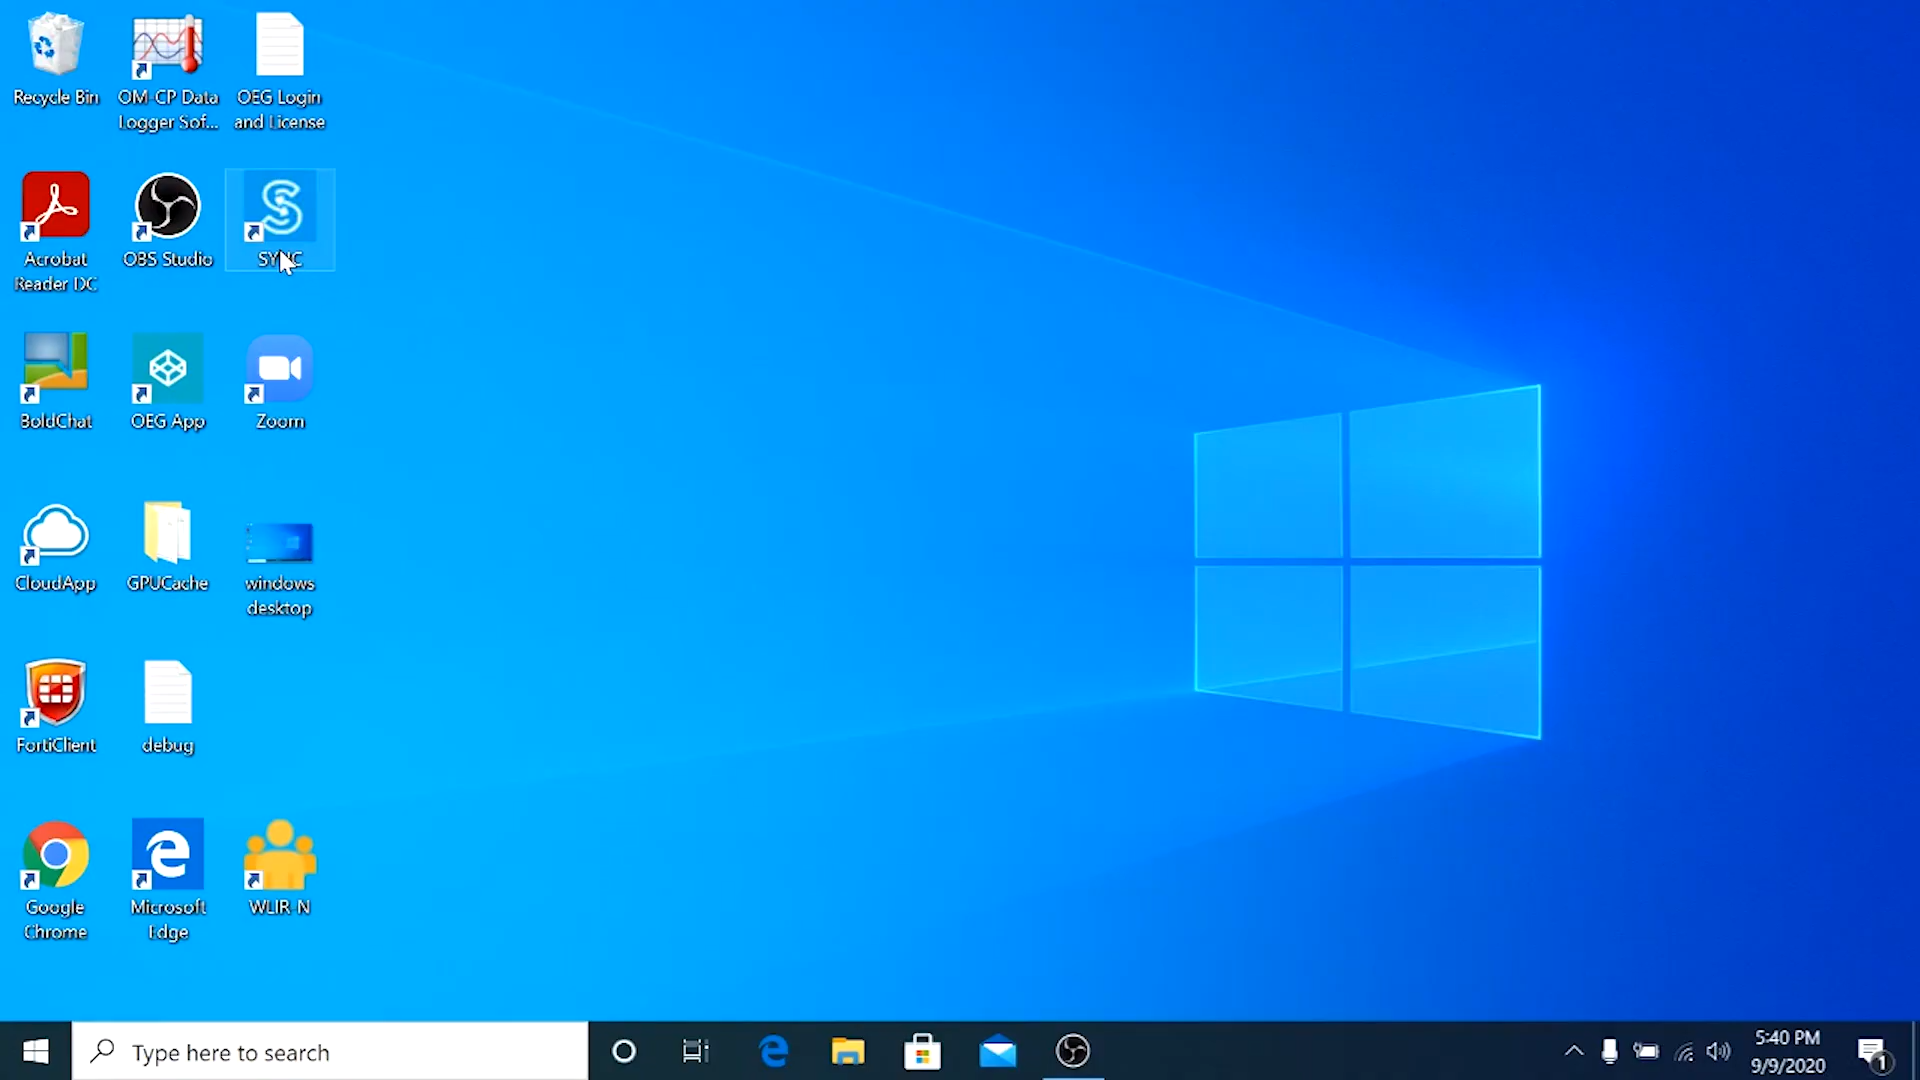 Recycle Bin
OM-CP Data
Logger Sof...
OEG Login
and License
Acrobat
Reader DC
OBS Studio
SYNC
BoldChat
OEG App
Zoom
CloudApp
GPUCache
windows
desktop
FortiClient
debug
Google
Chrome
Microsoft
Edge
WLIR N
Type here to search
5:40 PM
9/9/2020
1